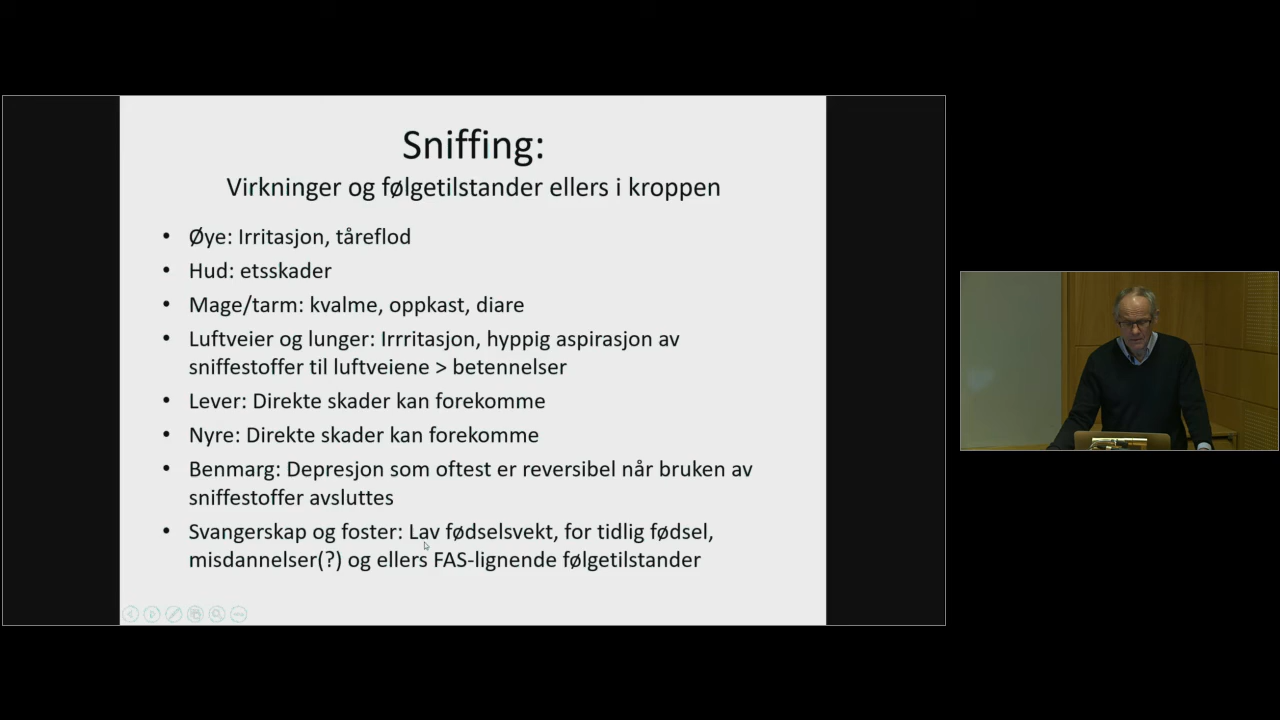 Sniffing:
Virkninger og følgetilstander ellers i kroppen
• Øye: Irritasjon, tåreflod
• Hud: etsskader
• Mage/tarm: kvalme, oppkast, diare
• Luftveier og lunger: Irrritasjon, hyppig aspirasjon av
sniffestoffer til luftveiene > betennelser
• Lever: Direkte skader kan forekomme
• Nyre: Direkte skader kan forekomme
• Benmarg: Depresjon som oftest er reversibel når bruken av
sniffestoffer avsluttes
• Svangerskap og foster: Lav fødselsvekt, for tidlig fødsel,
misdannelser(?) og ellers FAS-lignende følgetilstander